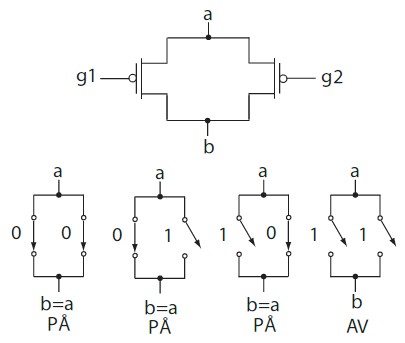 a
g1 g2
b
a a a a
0 0 0 1 1 0 1 1
b=a b=a b=a b
PÅ PÅ PÅ AV